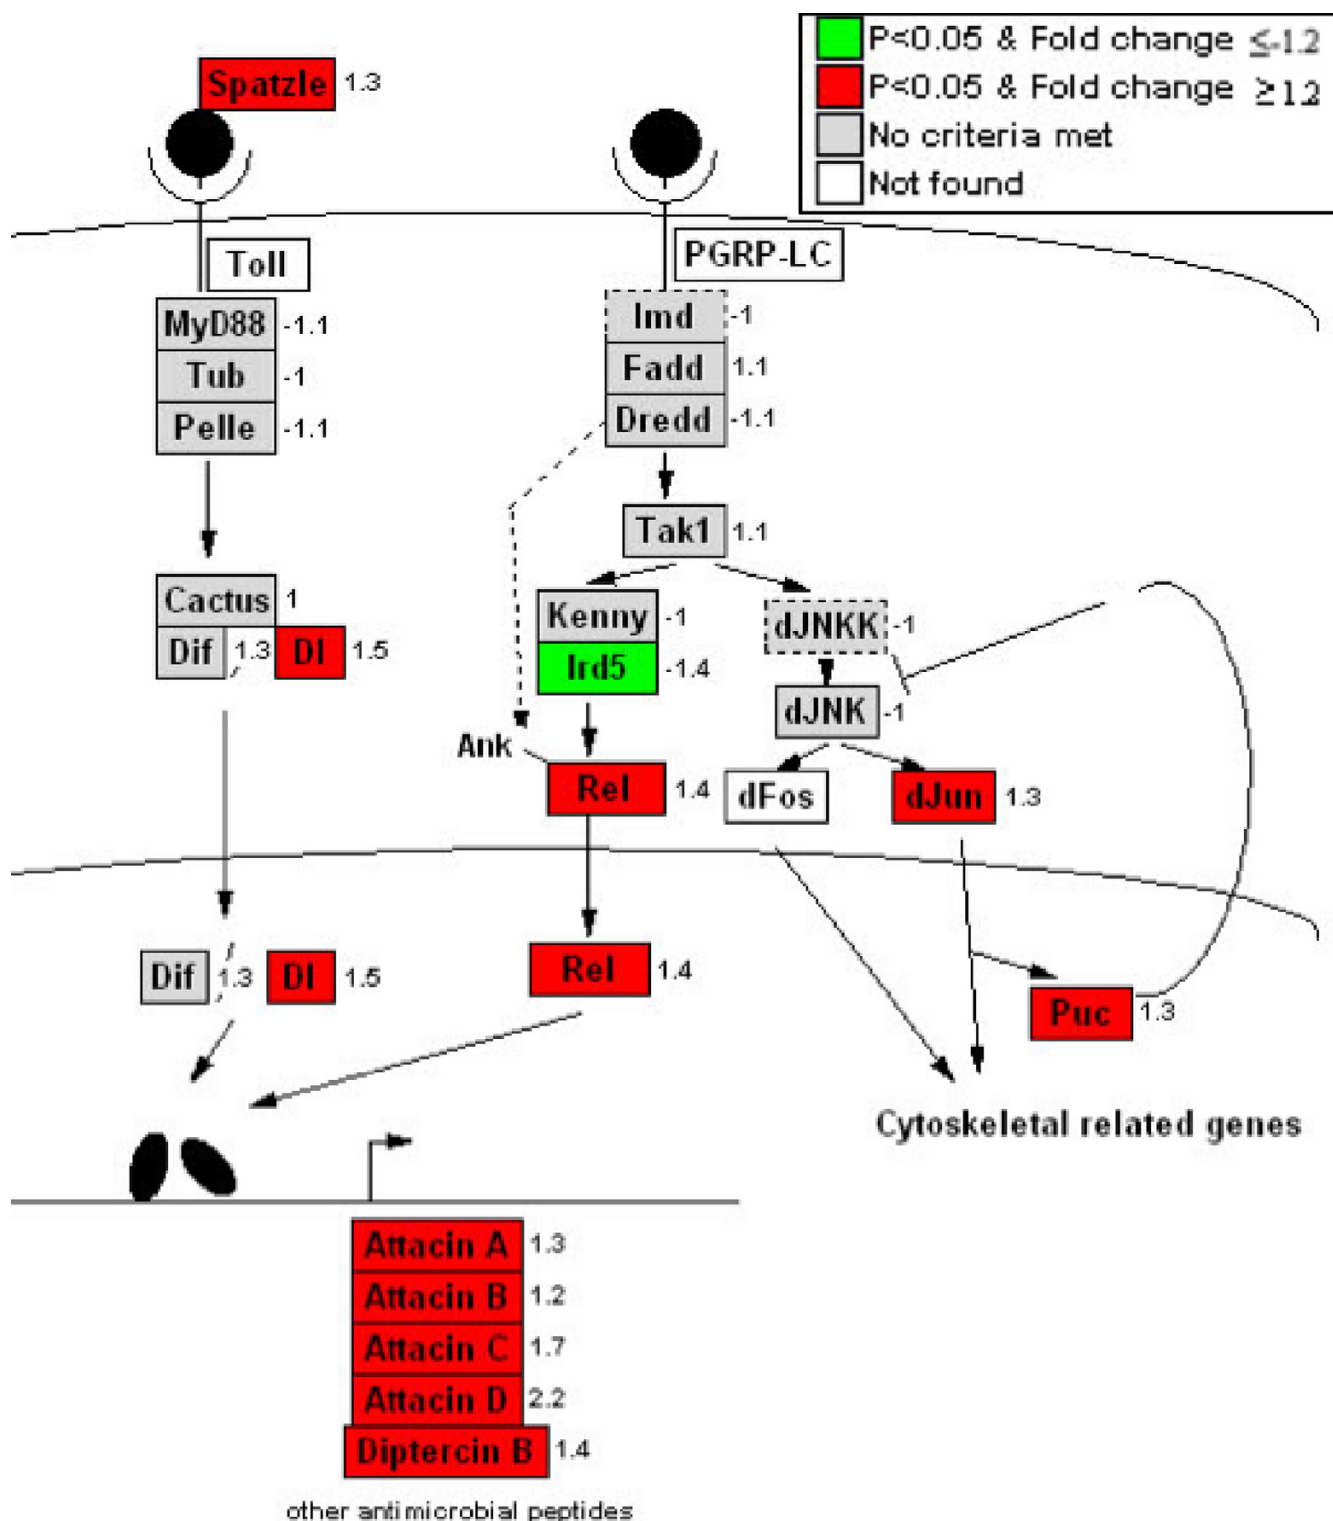 P<0.05 & Fold change ≤-1.2
P<0.05 & Fold change ≥1.2
No criteria met
Not found
Spatzle 1.3
Toll
PGRP-LC
MyD88 -1.1
Tub -1
Pelle -1.1
Imd -1
Fadd 1.1
Dredd -1.1
Tak1 1.1
Cactus 1
Dif 1.3 Dl 1.5
Kenny -1
Ird5 -1.4
dJNKK -1
dJNK -1
Ank
Rel 1.4
dFos
dJun 1.3
Dif 1.3 Dl 1.5
Rel 1.4
Puc 1.3
Cytoskeletal related genes
Attacin A 1.3
Attacin B 1.2
Attacin C 1.7
Attacin D 2.2
Diptercin B 1.4
other antimicrobial peptides